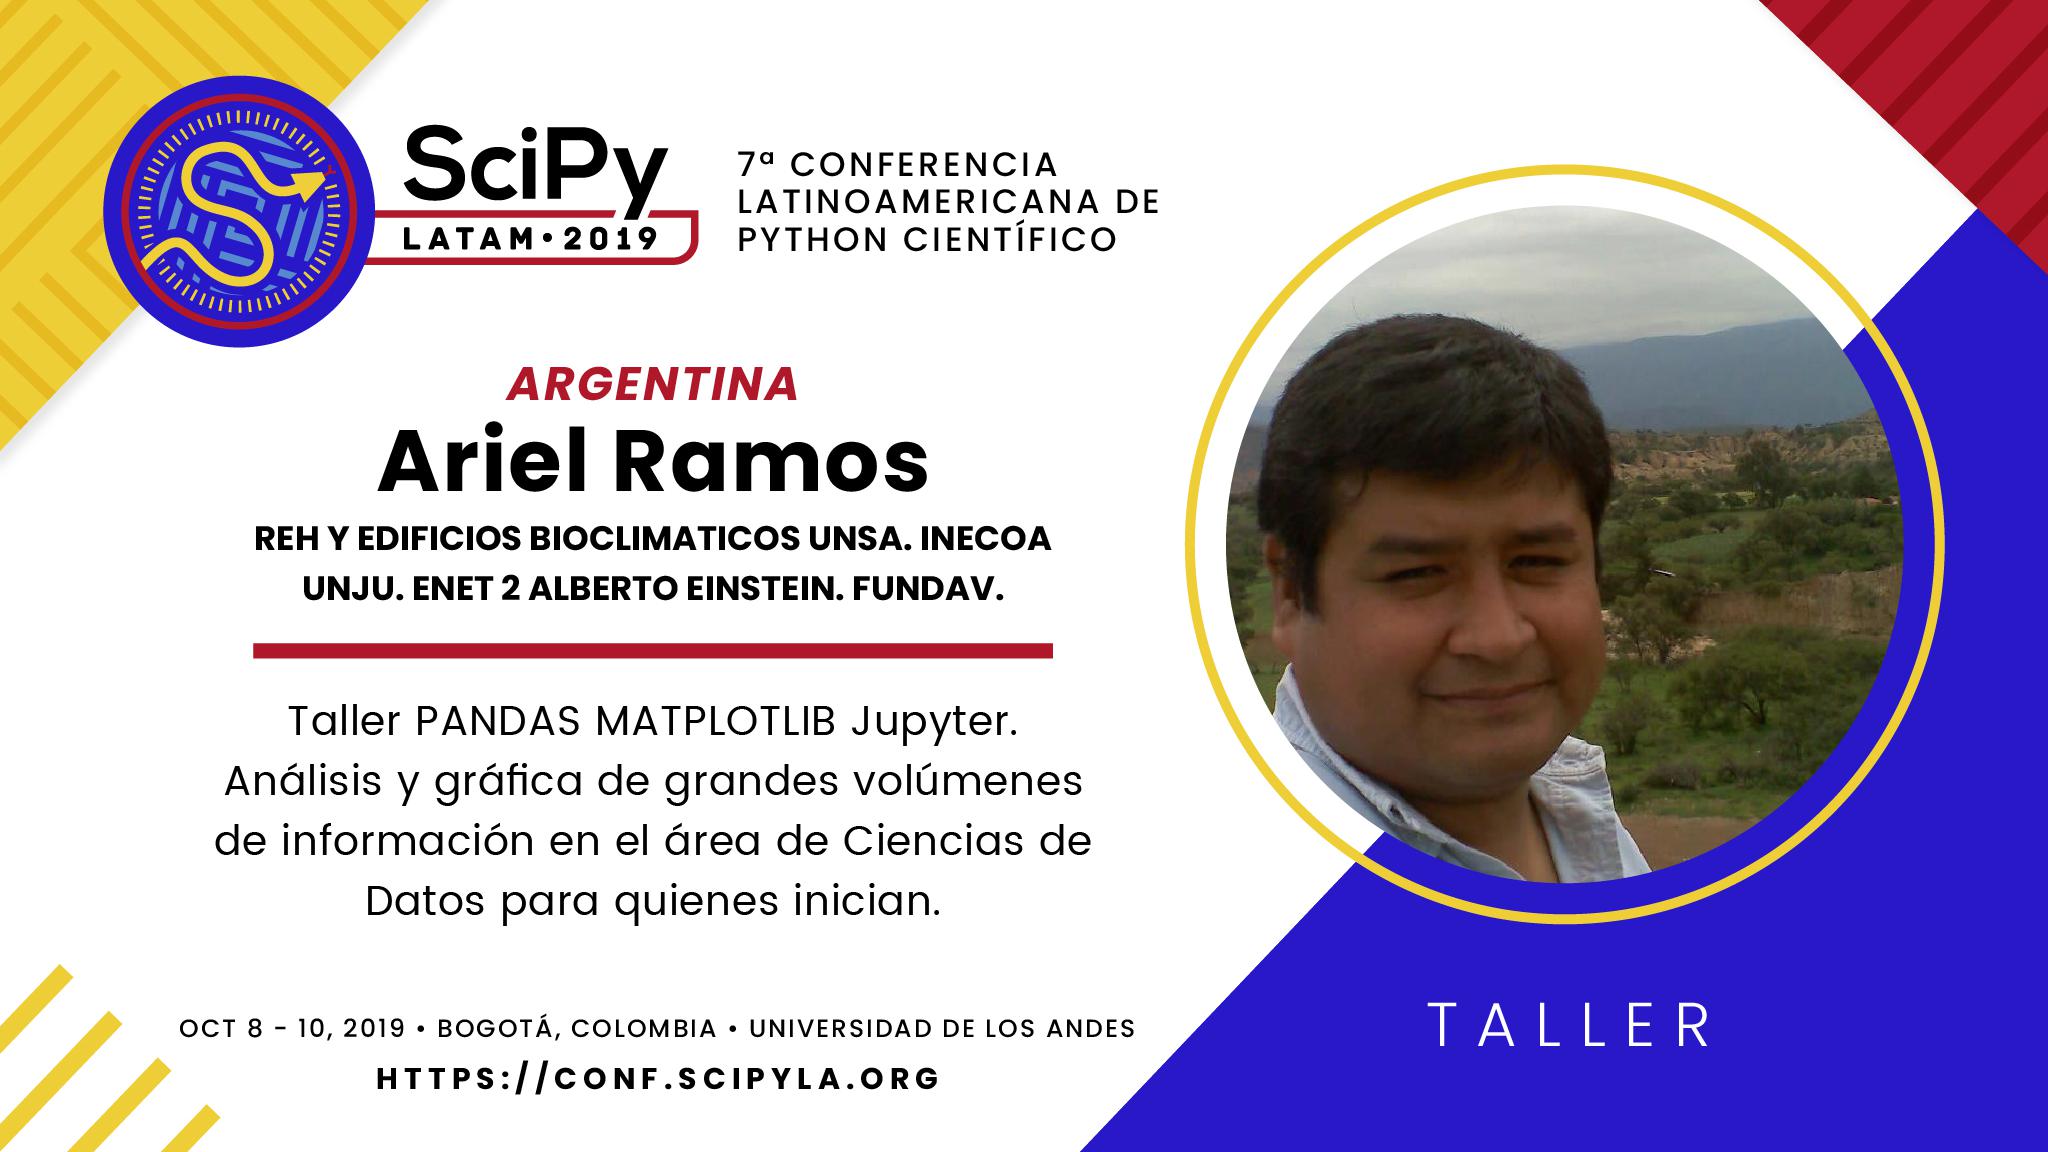 SciPy
LATAM•2019
7ª CONFERENCIA
LATINOAMERICANA DE
PYTHON CIENTÍFICO
ARGENTINA
Ariel Ramos
REH Y EDIFICIOS BIOCLIMATICOS UNSA. INECOA
UNJU. ENET 2 ALBERTO EINSTEIN. FUNDAV.
Taller PANDAS MATPLOTLIB Jupyter.
Análisis y gráfica de grandes volúmenes
de información en el área de Ciencias de
Datos para quienes inician.
OCT 8 - 10, 2019 • BOGOTÁ, COLOMBIA • UNIVERSIDAD DE LOS ANDES
HTTPS://CONF.SCIPYLA.ORG
TALLER